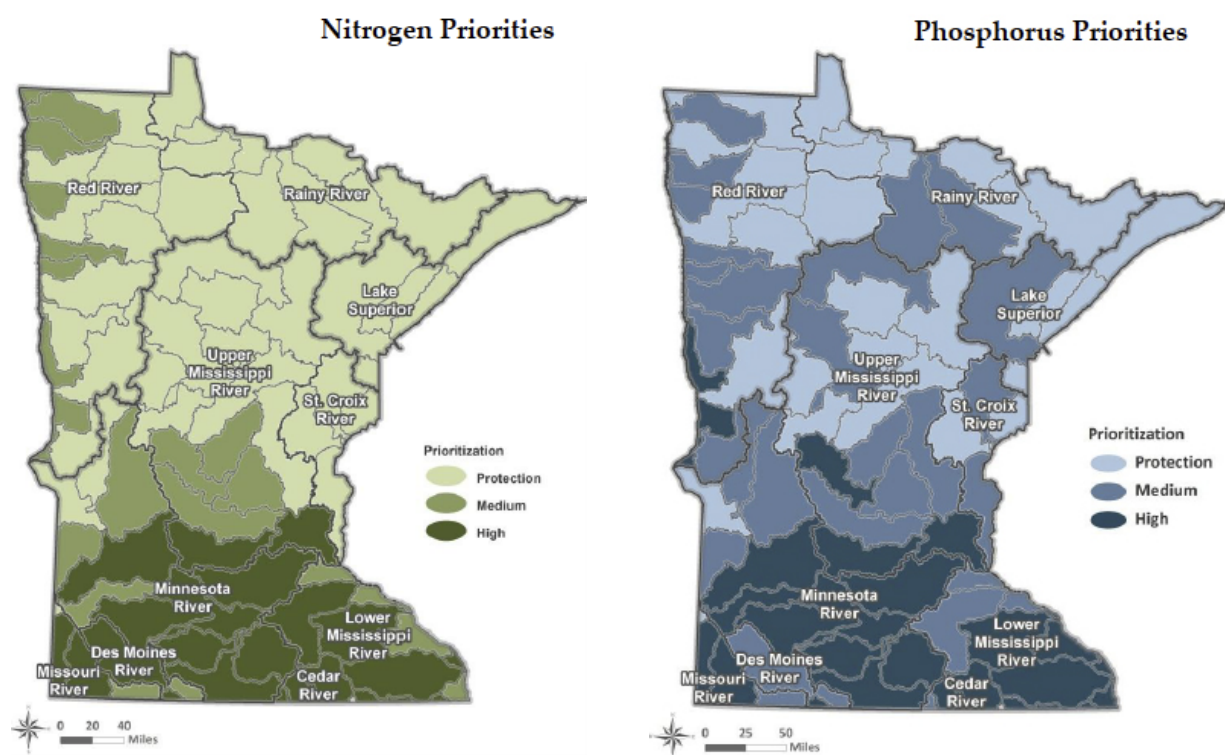 Nitrogen Priorities
Red River
Rainy River
Lake
Superior
Upper
Mississippi
River
St. Croix
River
Prioritization
Protection
Medium
High
Minnesota
River
Lower
Mississippi
River
Des Moines
River
Missouri
River
Cedar
River
0 20 40
Miles
Phosphorus Priorities
Red River
Rainy River
Lake
Superior
Upper
Mississippi
River
St. Croix
River
Prioritization
Protection
Medium
High
Minnesota
River
Lower
Mississippi
River
Des Moines
River
Missouri
River
Cedar
River
0 25 50
Miles